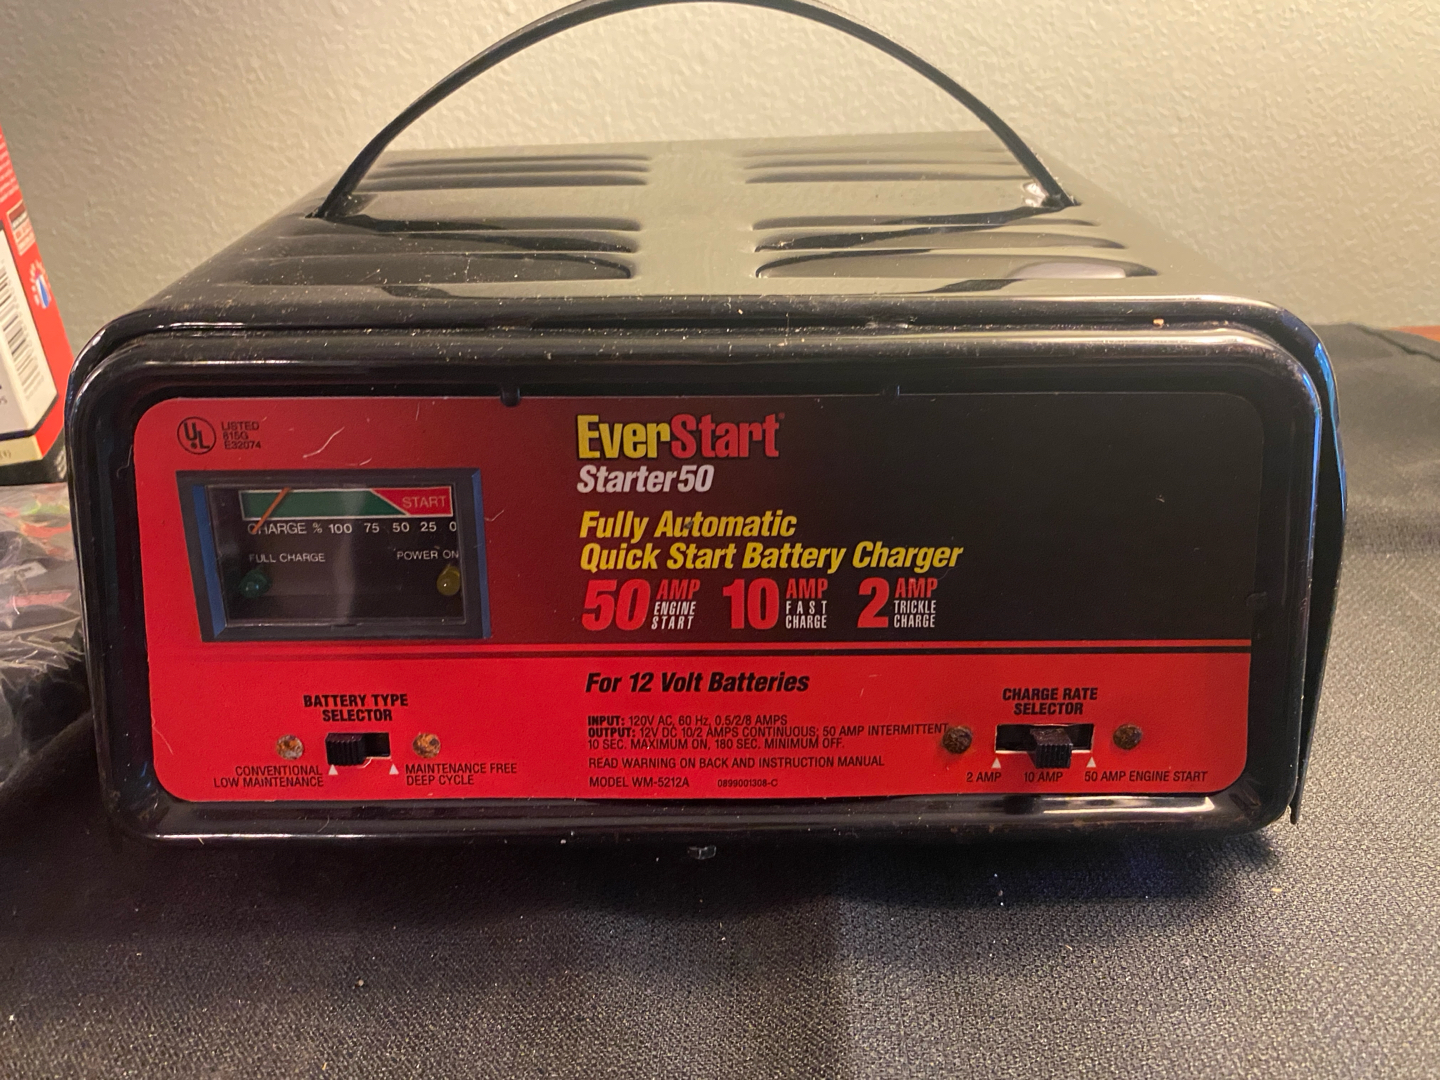 UL
LISTED
816G
E32074
EverStart®
Starter 50
START
CHARGE % 100 75 50 25 0
FULL CHARGE
POWER ON
Fully Automatic
Quick Start Battery Charger
50 AMP ENGINE START
10 AMP FAST CHARGE
2 AMP TRICKLE CHARGE
For 12 Volt Batteries
BATTERY TYPE
SELECTOR
CONVENTIONAL
LOW MAINTENANCE
MAINTENANCE FREE
DEEP CYCLE
INPUT: 120V AC, 60 Hz, 0.5/2/8 AMPS
OUTPUT: 12V DC 10/2 AMPS CONTINUOUS; 50 AMP INTERMITTENT
10 SEC. MAXIMUM ON, 180 SEC. MINIMUM OFF.
READ WARNING ON BACK AND INSTRUCTION MANUAL
MODEL WM-5212A 0899001308-C
CHARGE RATE
SELECTOR
2 AMP 10 AMP 50 AMP ENGINE START